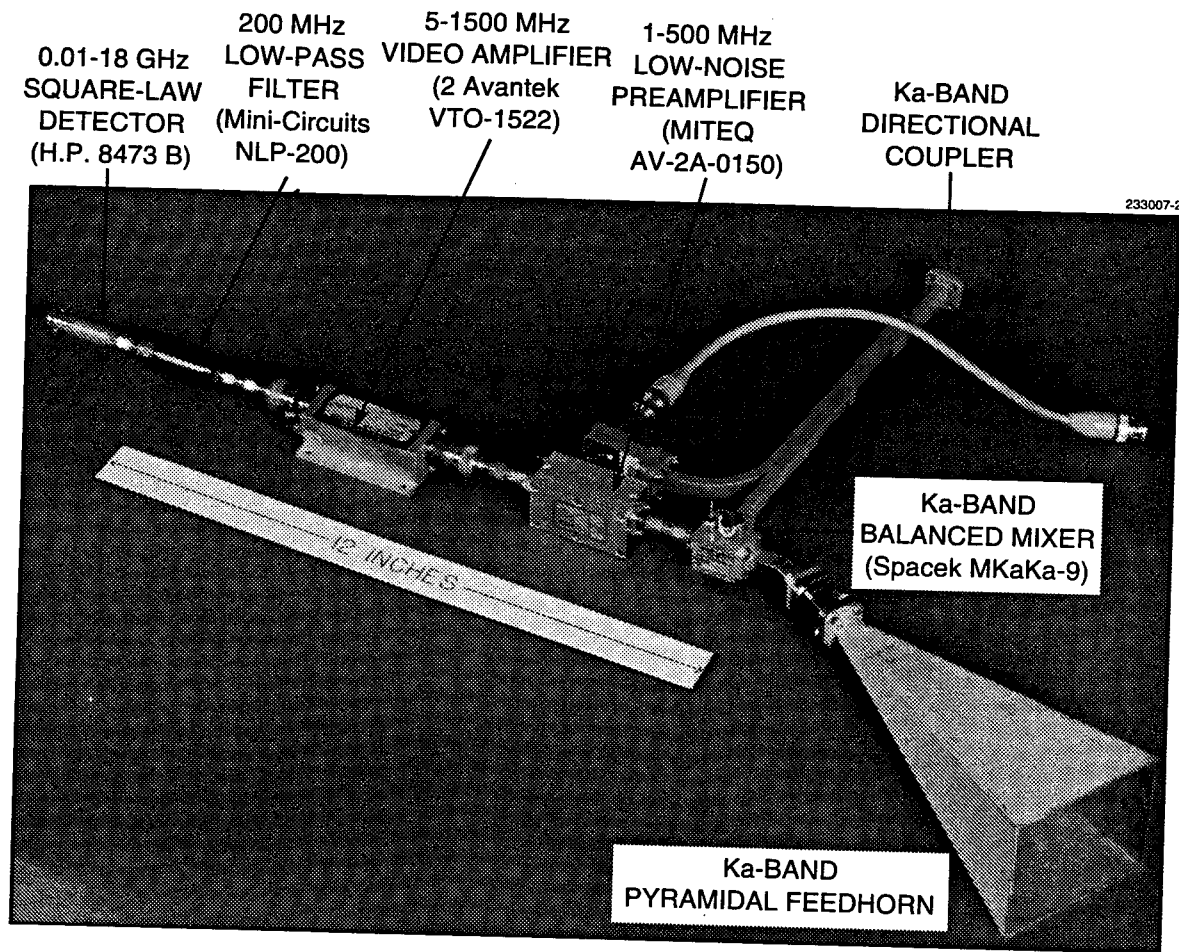 0.01-18 GHz
SQUARE-LAW
DETECTOR
(H.P. 8473 B)
200 MHz
LOW-PASS
FILTER
(Mini-Circuits
NLP-200)
5-1500 MHz
VIDEO AMPLIFIER
(2 Avantek
VTO-1522)
1-500 MHz
LOW-NOISE
PREAMPLIFIER
(MITEQ
AV-2A-0150)
Ka-BAND
DIRECTIONAL
COUPLER
233007-2
12 INCHES
Ka-BAND
BALANCED MIXER
(Spacek MKaKa-9)
Ka-BAND
PYRAMIDAL FEEDHORN